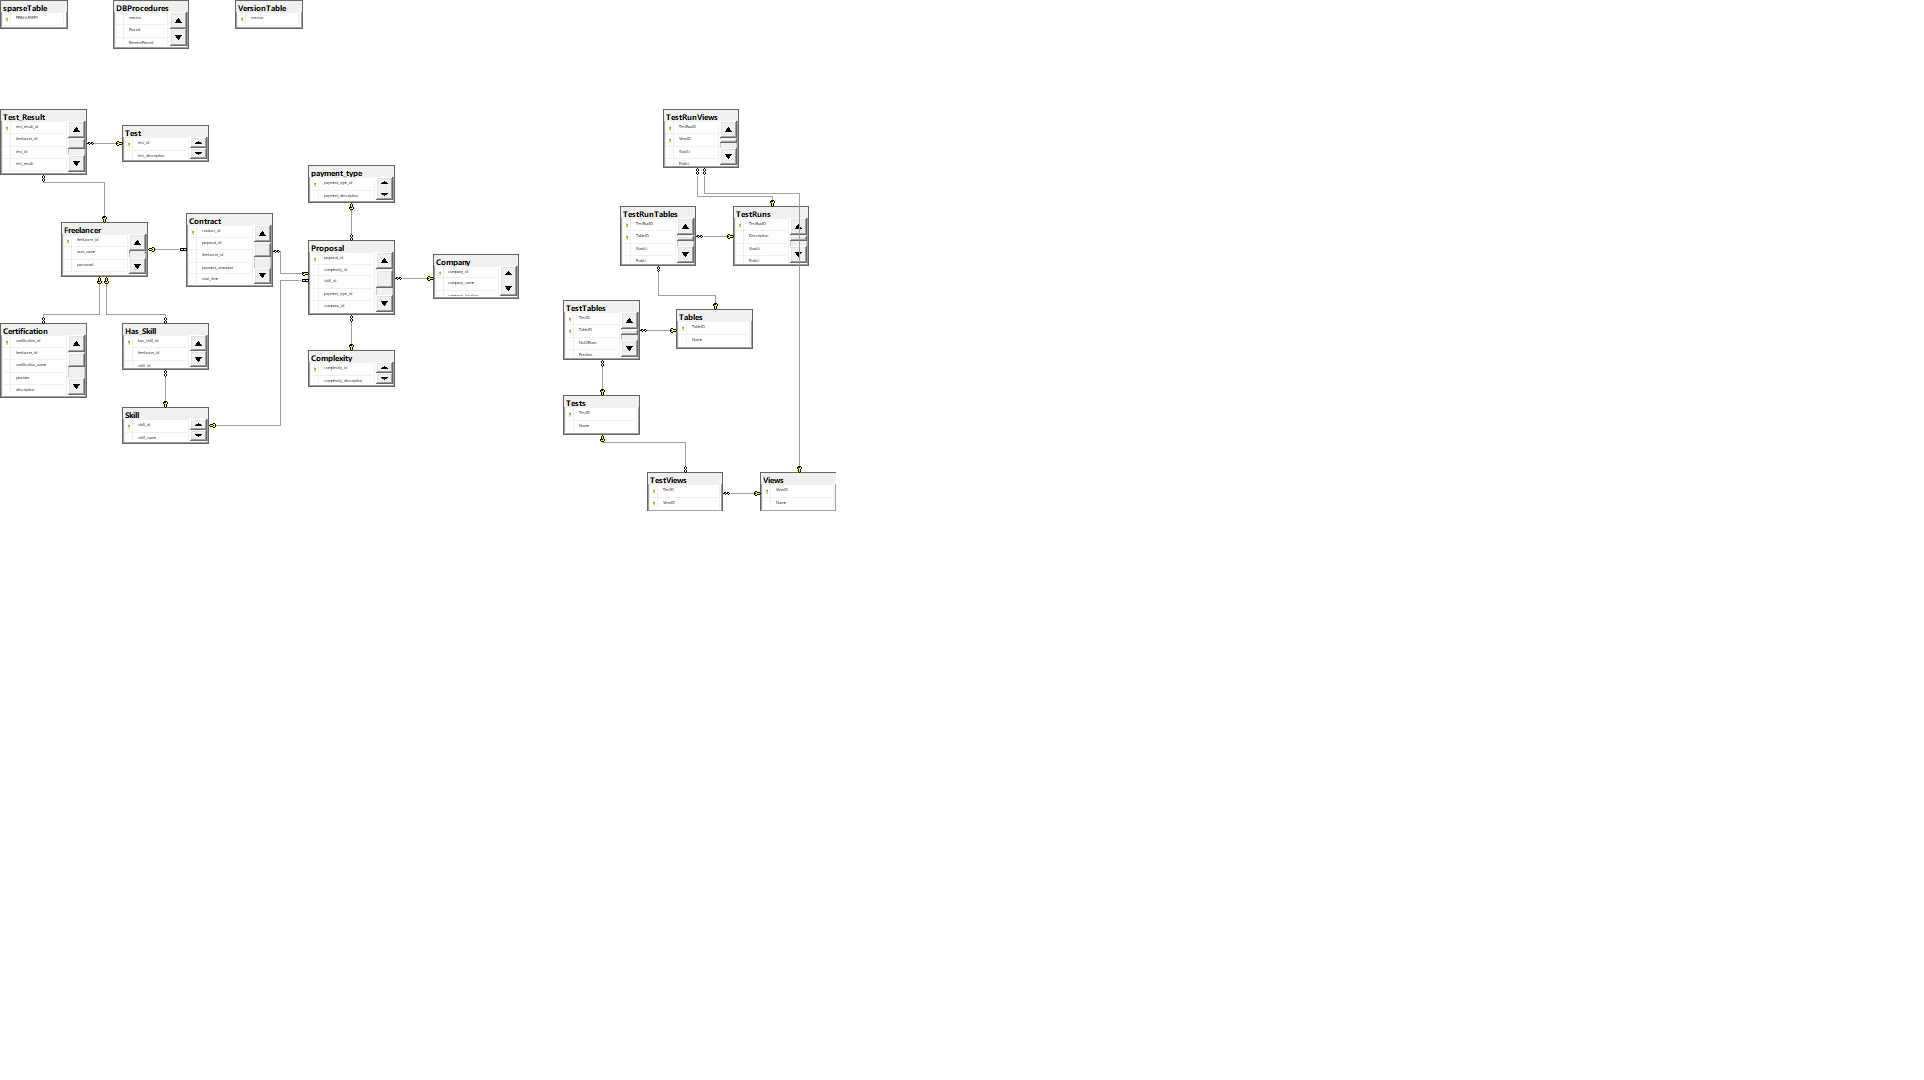 sparseTable
DBProcedures
version
Parent
ReverseParent
VersionTable
version
Test_Result
test_result_id
freelancer_id
test_id
test_result
Test
test_id
test_description
payment_type
payment_type_id
payment_description
Freelancer
freelancer_id
user_name
password
Contract
contract_id
proposal_id
freelancer_id
payment_amount
start_time
Proposal
proposal_id
complexity_id
skill_id
payment_type_id
company_id
Company
company_id
company_name
company_location
Certification
certification_id
freelancer_id
certification_name
provider
description
Has_Skill
has_skill_id
freelancer_id
skill_id
Complexity
complexity_id
complexity_description
Skill
skill_id
skill_name
TestRunViews
TestRunID
ViewID
StartAt
EndAt
TestRunTables
TestRunID
TableID
StartAt
EndAt
TestRuns
TestRunID
Description
StartAt
EndAt
TestTables
TestID
TableID
NoOfRows
Position
Tables
TableID
Name
Tests
TestID
Name
TestViews
TestID
ViewID
Views
ViewID
Name